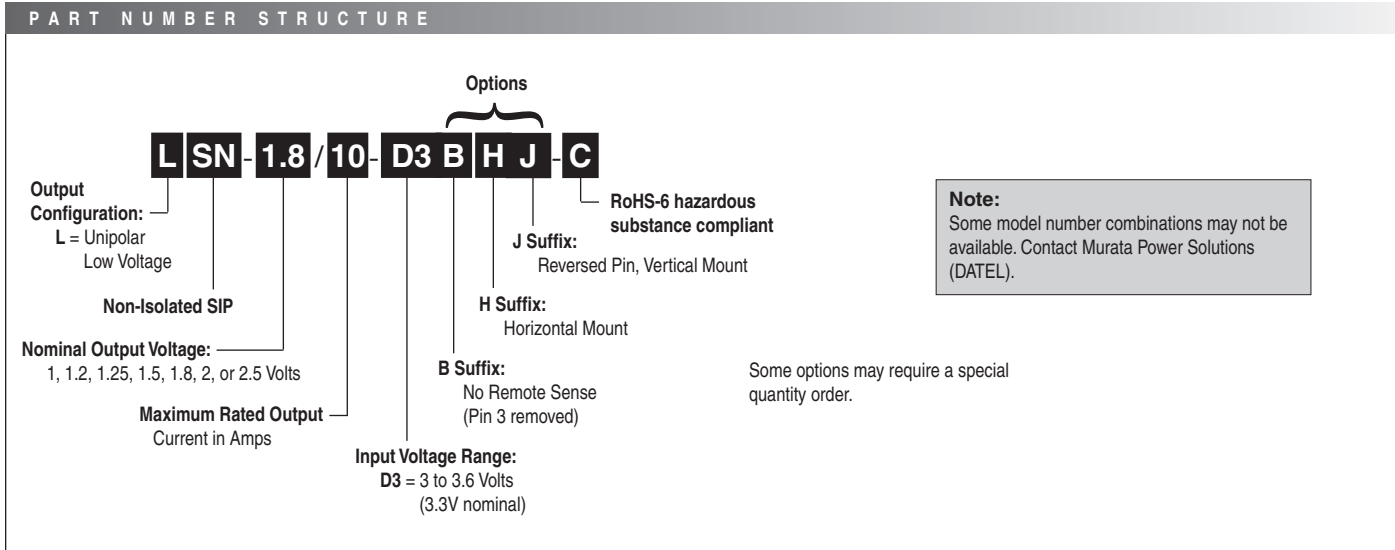 PART NUMBER STRUCTURE
Options
L SN - 1.8 / 10 - D3 B H J - C
Output
Configuration:
L = Unipolar
Low Voltage
Non-Isolated SIP
Nominal Output Voltage:
1, 1.2, 1.25, 1.5, 1.8, 2, or 2.5 Volts
Maximum Rated Output
Current in Amps
Input Voltage Range:
D3 = 3 to 3.6 Volts
(3.3V nominal)
B Suffix:
No Remote Sense
(Pin 3 removed)
H Suffix:
Horizontal Mount
J Suffix:
Reversed Pin, Vertical Mount
RoHS-6 hazardous
substance compliant
Note:
Some model number combinations may not be
available. Contact Murata Power Solutions
(DATEL).
Some options may require a special
quantity order.